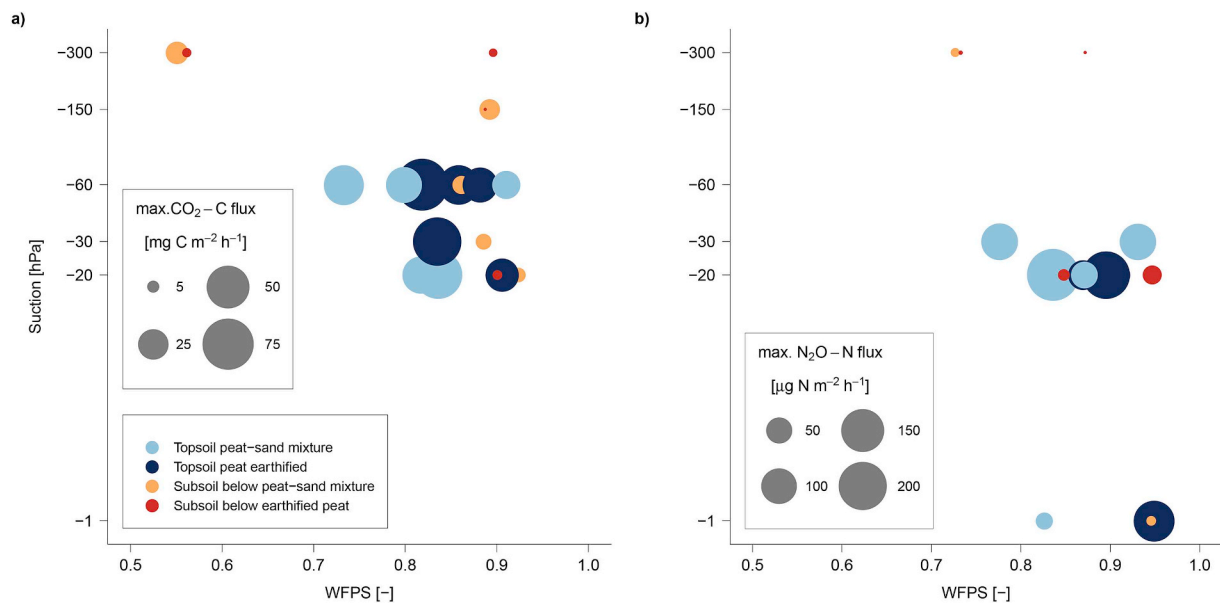 a)
−300
−150
−60
−30
−20
−1
Suction [hPa]
max.CO₂−C flux
[mg C m⁻² h⁻¹]
5
50
25
75
Topsoil peat−sand mixture
Topsoil peat earthified
Subsoil below peat−sand mixture
Subsoil below earthified peat
0.5
0.6
0.7
0.8
0.9
1.0
WFPS [−]
b)
−300
−150
−60
−30
−20
−1
Suction [hPa]
max. N₂O−N flux
[µg N m⁻² h⁻¹]
50
150
100
200
0.5
0.6
0.7
0.8
0.9
1.0
WFPS [−]